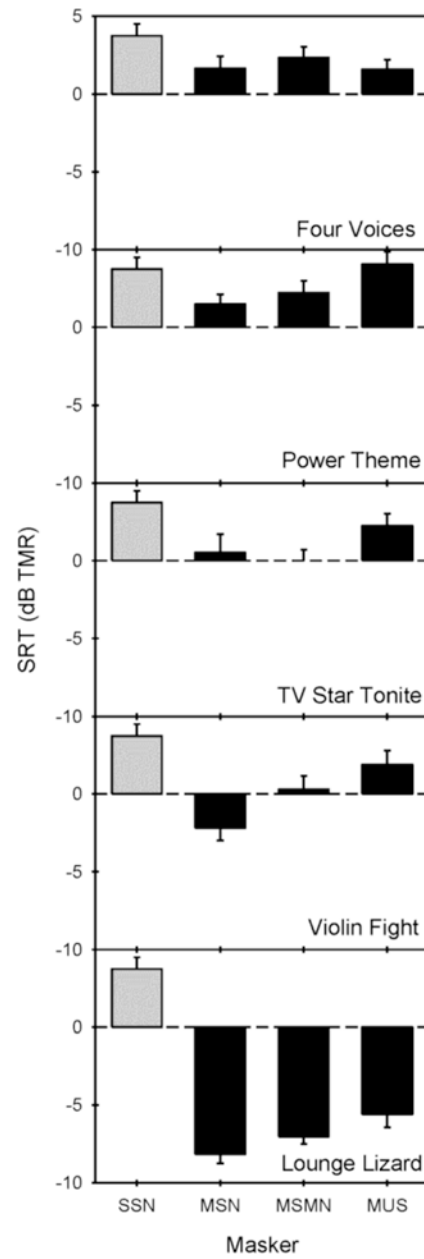 5
0
-5
Four Voices
-10
0
-5
Power Theme
-10
0
SRT (dB TMR)
-5
TV Star Tonite
-10
0
-5
Violin Fight
-10
0
-5
Lounge Lizard
-10
SSN MSN MSMN MUS
Masker